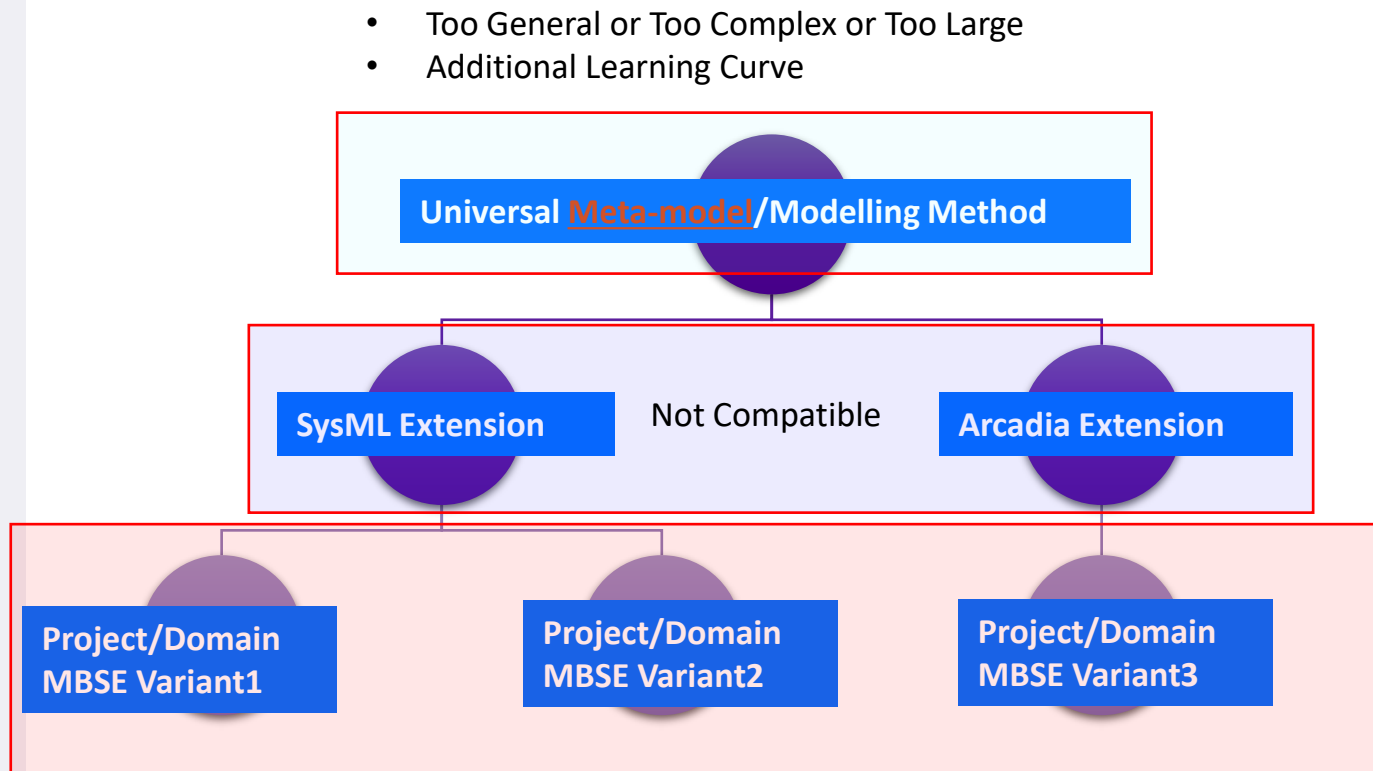 • Too General or Too Complex or Too Large
• Additional Learning Curve
Universal Meta-model/Modelling Method
SysML Extension
Not Compatible
Arcadia Extension
Project/Domain
MBSE Variant1
Project/Domain
MBSE Variant2
Project/Domain
MBSE Variant3